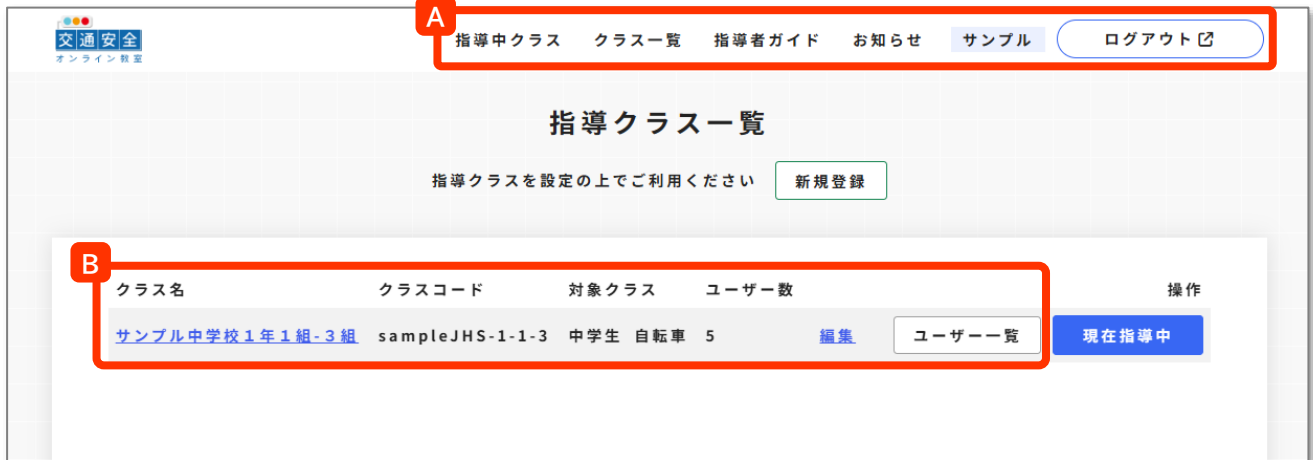 A
交通安全
オンライン教室
指導中クラス クラス一覧 指導者ガイド お知らせ サンプル ログアウト
指導クラス一覧
指導クラスを設定の上でご利用ください 新規登録
B
クラス名 クラスコード 対象クラス ユーザー数 操作
サンプル中学校１年１組-３組 sampleJHS-1-1-3 中学生 自転車 5 編集 ユーザー一覧 現在指導中